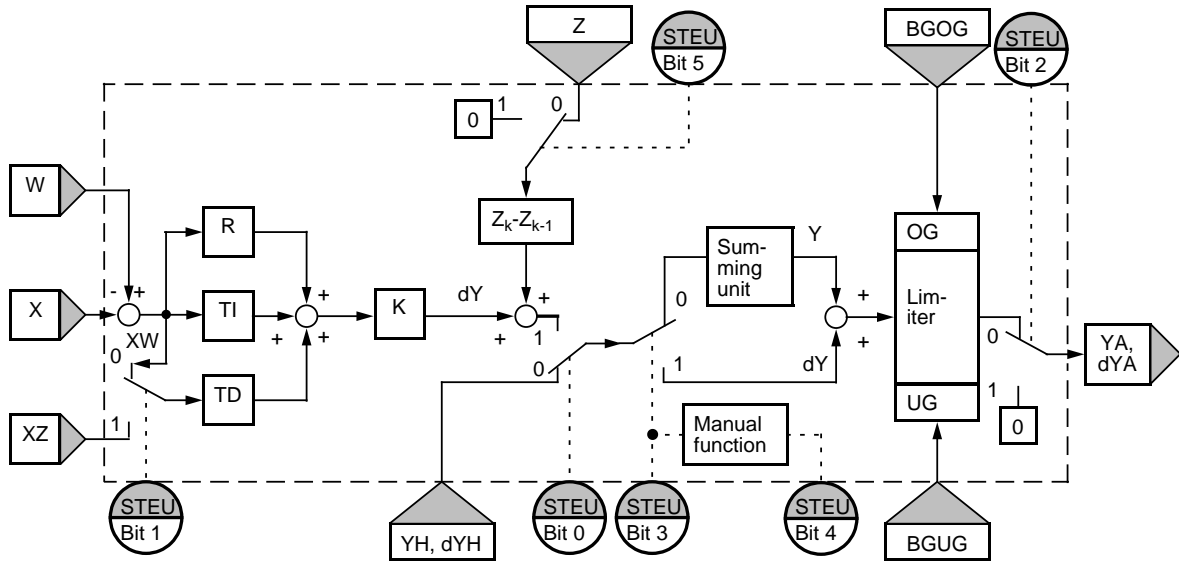 Z
STEU
Bit 5
BGOG
STEU
Bit 2
0
1
0
W
Zk-Zk-1
R
OG
Sum-
ming
unit
Y
X
- +
TI
+
+
+
K
dY
+
+
1
0
+
+
Lim-
iter
0
YA,
dYA
XW
0
TD
0
1
dY
XZ
1
UG
1
0
Manual
function
STEU
Bit 1
YH, dYH
STEU
Bit 0
STEU
Bit 3
STEU
Bit 4
BGUG